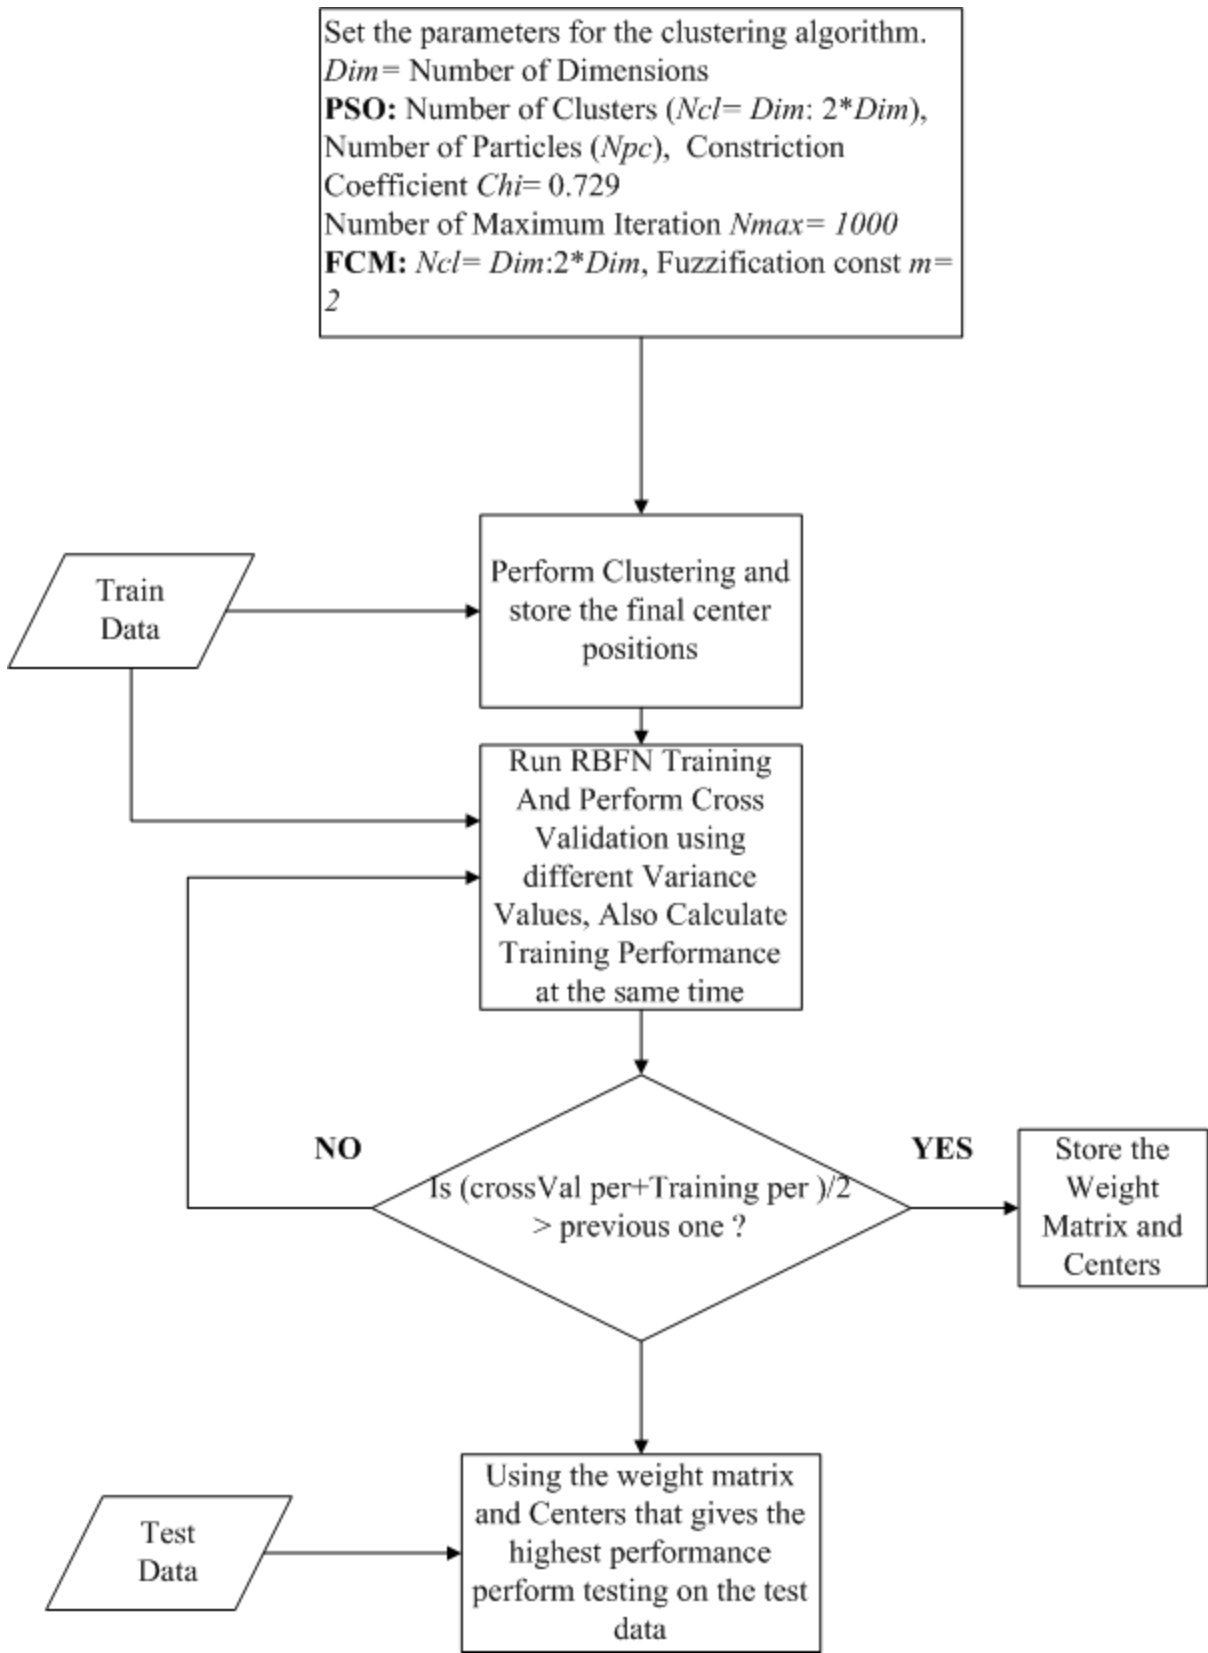 Set the parameters for the clustering algorithm.
Dim= Number of Dimensions
PSO: Number of Clusters (Ncl= Dim: 2*Dim),
Number of Particles (Npc), Constriction
Coefficient Chi= 0.729
Number of Maximum Iteration Nmax= 1000
FCM: Ncl= Dim:2*Dim, Fuzzification const m=
2
Train
Data
Perform Clustering and
store the final center
positions
Run RBFN Training
And Perform Cross
Validation using
different Variance
Values, Also Calculate
Training Performance
at the same time
NO
Is (crossVal per+Training per )/2
> previous one ?
YES
Store the
Weight
Matrix and
Centers
Test
Data
Using the weight matrix
and Centers that gives the
highest performance
perform testing on the test
data